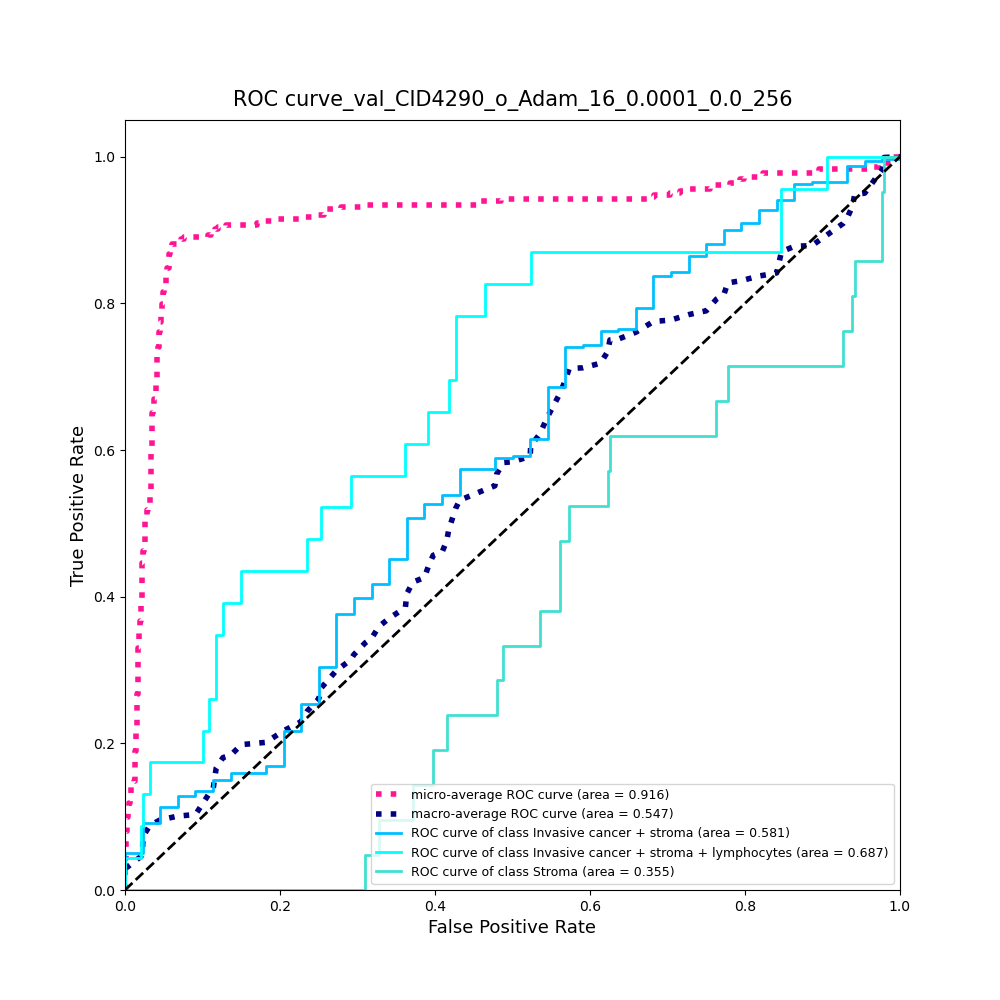 ROC curve_val_CID4290_o_Adam_16_0.0001_0.0_256
True Positive Rate
1.0
0.8
0.6
0.4
0.2
0.0
micro-average ROC curve (area = 0.916)
macro-average ROC curve (area = 0.547)
ROC curve of class Invasive cancer + stroma (area = 0.581)
ROC curve of class Invasive cancer + stroma + lymphocytes (area = 0.687)
ROC curve of class Stroma (area = 0.355)
0.0 0.2 0.4 0.6 0.8 1.0
False Positive Rate